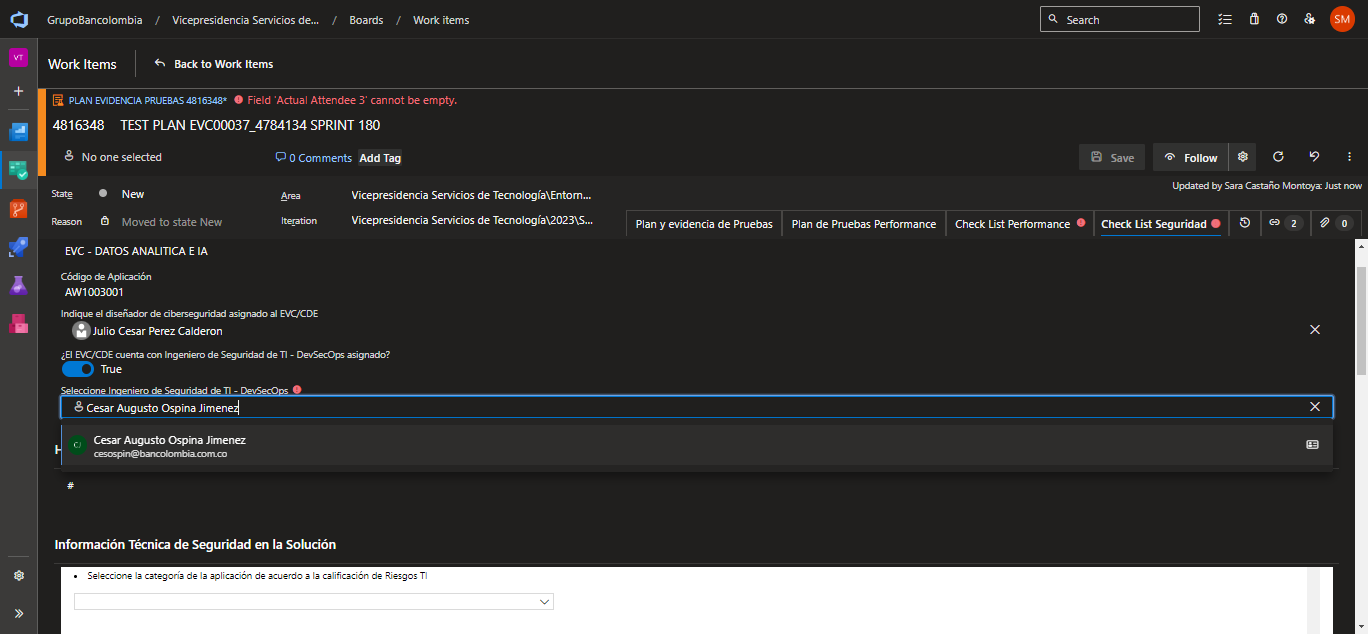 GrupoBancolombia / Vicepresidencia Servicios de... / Boards / Work items
Search
SM
VT
Work Items
Back to Work Items
PLAN EVIDENCIA PRUEBAS 4816348* Field 'Actual Attendee 3' cannot be empty.
4816348 TEST PLAN EVC00037_4784134 SPRINT 180
No one selected
0 Comments
Add Tag
Save
Follow
Updated by Sara Castaño Montoya: Just now
State New
Area Vicepresidencia Servicios de Tecnología\Entorn...
Reason Moved to state New
Iteration Vicepresidencia Servicios de Tecnología\2023\S...
Plan y evidencia de Pruebas
Plan de Pruebas Performance
Check List Performance
Check List Seguridad
2
0
EVC - DATOS ANALITICA E IA
Código de Aplicación
AW1003001
Indique el diseñador de ciberseguridad asignado al EVC/CDE
Julio Cesar Perez Calderon
¿El EVC/CDE cuenta con Ingeniero de Seguridad de TI - DevSecOps asignado?
True
Seleccione Ingeniero de Seguridad de TI - DevSecOps
Cesar Augusto Ospina Jimenez
CJ
Cesar Augusto Ospina Jimenez
cesospin@bancolombia.com.co
#
Información Técnica de Seguridad en la Solución
• Seleccione la categoría de la aplicación de acuerdo a la calificación de Riesgos TI